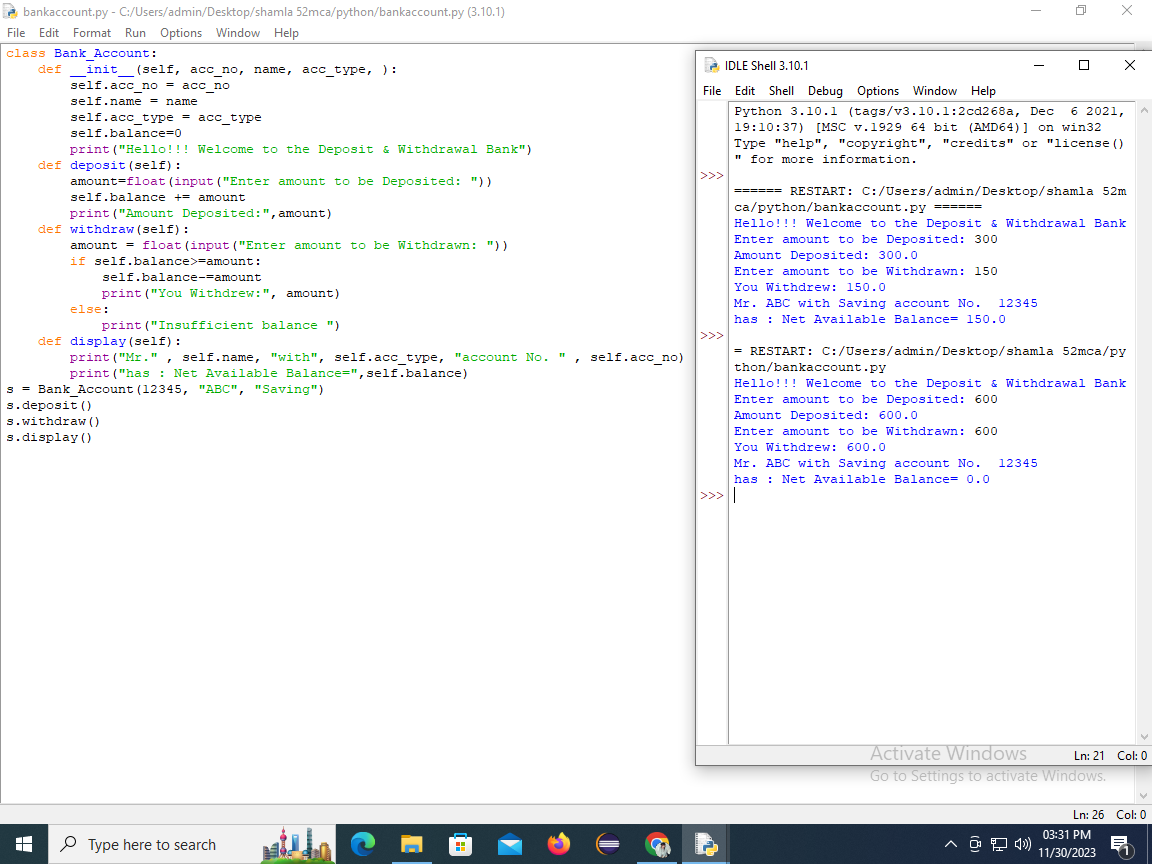 bankaccount.py - C:/Users/admin/Desktop/shamla 52mca/python/bankaccount.py (3.10.1)
File Edit Format Run Options Window Help
class Bank_Account:
    def __init__(self, acc_no, name, acc_type, ):
        self.acc_no = acc_no
        self.name = name
        self.acc_type = acc_type
        self.balance=0
        print("Hello!!! Welcome to the Deposit & Withdrawal Bank")
    def deposit(self):
        amount=float(input("Enter amount to be Deposited: "))
        self.balance += amount
        print("Amount Deposited:",amount)
    def withdraw(self):
        amount = float(input("Enter amount to be Withdrawn: "))
        if self.balance>=amount:
            self.balance-=amount
            print("You Withdrew:", amount)
        else:
            print("Insufficient balance ")
    def display(self):
        print("Mr." , self.name, "with", self.acc_type, "account No. " , self.acc_no)
        print("has : Net Available Balance=",self.balance)
s = Bank_Account(12345, "ABC", "Saving")
s.deposit()
s.withdraw()
s.display()
IDLE Shell 3.10.1
File Edit Shell Debug Options Window Help
Python 3.10.1 (tags/v3.10.1:2cd268a, Dec  6 2021,
19:10:37) [MSC v.1929 64 bit (AMD64)] on win32
Type "help", "copyright", "credits" or "license()
" for more information.
>>>
====== RESTART: C:/Users/admin/Desktop/shamla 52m
ca/python/bankaccount.py ======
Hello!!! Welcome to the Deposit & Withdrawal Bank
Enter amount to be Deposited: 300
Amount Deposited: 300.0
Enter amount to be Withdrawn: 150
You Withdrew: 150.0
Mr. ABC with Saving account No.  12345
has : Net Available Balance= 150.0
>>>
= RESTART: C:/Users/admin/Desktop/shamla 52mca/py
thon/bankaccount.py
Hello!!! Welcome to the Deposit & Withdrawal Bank
Enter amount to be Deposited: 600
Amount Deposited: 600.0
Enter amount to be Withdrawn: 600
You Withdrew: 600.0
Mr. ABC with Saving account No.  12345
has : Net Available Balance= 0.0
>>>
Activate Windows
Ln: 21 Col: 0
Go to Settings to activate Windows.
Ln: 26 Col: 0
Type here to search
03:31 PM
11/30/2023
1